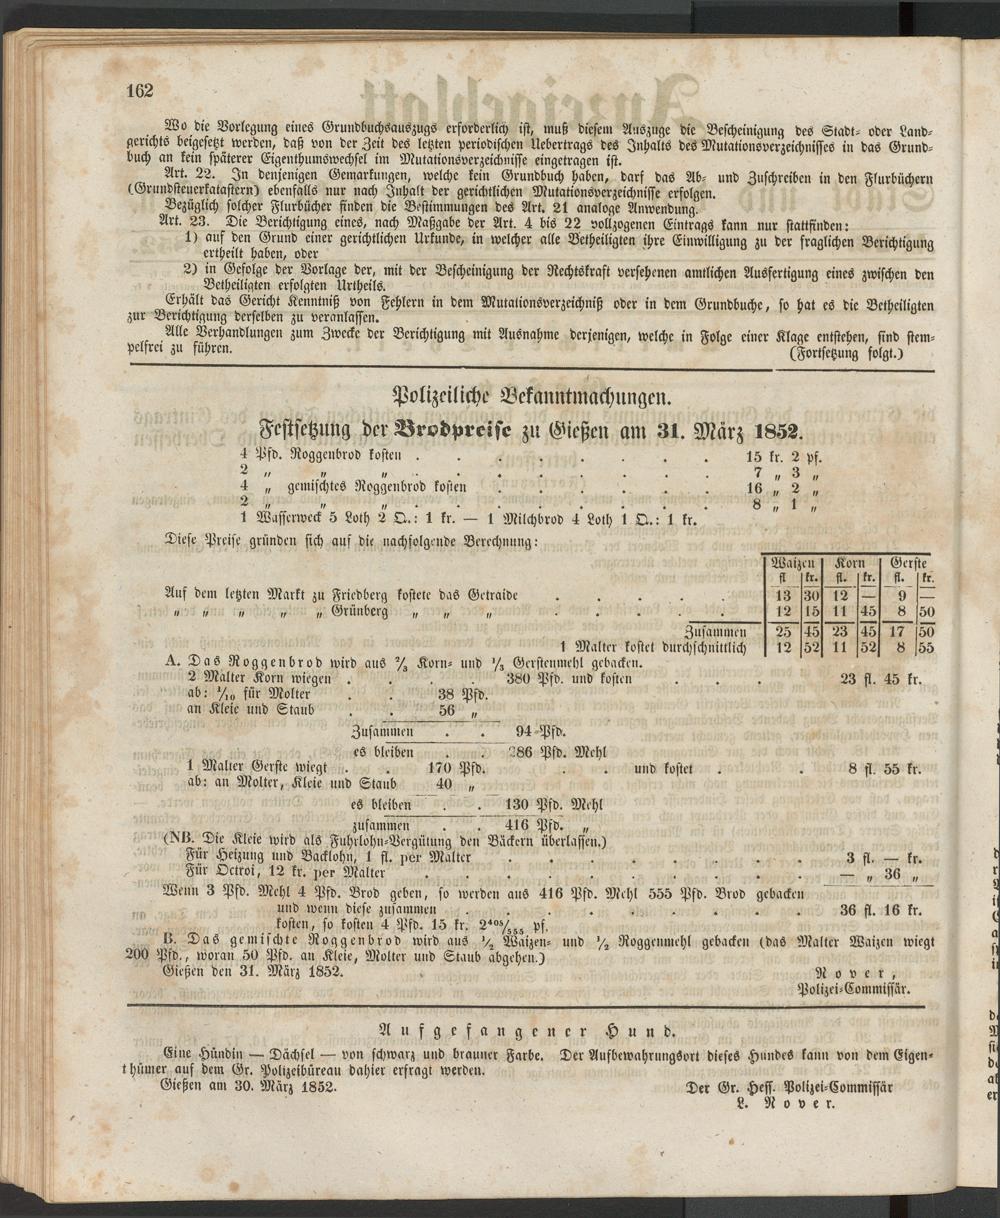 162
Wo die Vorlegung eines Grundbuchsauszugs erforderlich ist, muß diesem Auszuge die Bescheinigung des Stadt- oder Land-
gerichts beigesetzt werden, daß von der Zeit des letzten periodischen Uebertrags des Inhalts des Mutationsverzeichnisses in das Grund-
buch an kein späterer Eigenthumswechsel im Mutationsverzeichnisse eingetragen ist.
Art. 22. In denjenigen Gemarkungen, welche kein Grundbuch haben, darf das Ab- und Zuschreiben in den Flurbüchern
(Grundsteuerkatastern) ebenfalls nur nach Inhalt der gerichtlichen Mutationsverzeichnisse erfolgen.
Bezüglich solcher Flurbücher finden die Bestimmungen des Art. 21 analoge Anwendung.
Art. 23. Die Berichtigung eines, nach Maßgabe der Art. 4 bis 22 vollzogenen Eintrags kann nur stattfinden:
1) auf den Grund einer gerichtlichen Urkunde, in welcher alle Betheiligten ihre Einwilligung zu der fraglichen Berichtigung
ertheilt haben, oder
2) in Gefolge der Vorlage der, mit der Bescheinigung der Rechtskraft versehenen amtlichen Ausfertigung eines zwischen den
Betheiligten erfolgten Urtheils.
Erhält das Gericht Kenntniß von Fehlern in dem Mutationsverzeichniß oder in dem Grundbuche, so hat es die Betheiligten
zur Berichtigung derselben zu veranlassen.
Alle Verhandlungen zum Zwecke der Berichtigung mit Ausnahme derjenigen, welche in Folge einer Klage entstehen, sind stem-
pelfrei zu führen. (Fortsetzung folgt.)
Polizeiliche Bekanntmachungen.
Festsetzung der Brodpreise zu Gießen am 31. März 1852.
4 Pfd. Roggenbrod kosten . . . . . . . 15 kr. 2 pf.
2 „ „ „ . . . . . . . 7 „ 3 „
4 „ gemischtes Roggenbrod kosten . . . . . . 16 „ 2 „
2 „ „ „ „ . . . . . . 8 „ 1 „
1 Wasserweck 5 Loth 2 Q.: 1 kr. — 1 Milchbrod 4 Loth 1 Q.: 1 kr.
Diese Preise gründen sich auf die nachfolgende Berechnung:
Waizen Korn Gerste
fl kr. fl. kr. fl. kr.
Auf dem letzten Markt zu Friedberg kostete das Getraide . . . . . 13 30 12 — 9 —
„ „ „ „ „ Grünberg „ „ „ . . . . . 12 15 11 45 8 50
Zusammen 25 45 23 45 17 50
1 Malter kostet durchschnittlich 12 52 11 52 8 55
A. Das Roggenbrod wird aus ⅔ Korn- und ⅓ Gerstenmehl gebacken.
2 Malter Korn wiegen . . . . 380 Pfd. und kosten . . . 23 fl. 45 kr.
ab: 1/10 für Molter . . 38 Pfd.
an Kleie und Staub . . 56 „
Zusammen . . 94 Pfd.
es bleiben . . 286 Pfd. Mehl
1 Malter Gerste wiegt . . 170 Pfd. . . . und kostet . . 8 fl. 55 kr.
ab: an Molter, Kleie und Staub 40 „
es bleiben . . 130 Pfd. Mehl
zusammen . . 416 Pfd. „
(NB. Die Kleie wird als Fuhrlohn-Vergütung den Bäckern überlassen.)
Für Heizung und Backlohn, 1 fl. per Malter . . . . . . . . 3 fl. — kr.
Für Octroi, 12 kr. per Malter . . . . . . . . . — „ 36 „
Wenn 3 Pfd. Mehl 4 Pfd. Brod geben, so werden aus 416 Pfd. Mehl 555 Pfd. Brod gebacken
und wenn diese zusammen . . . . . . . . . 36 fl. 16 kr.
kosten, so kosten 4 Pfd. 15 kr. 2 405/555 pf.
B. Das gemischte Roggenbrod wird aus ½ Waizen- und ½ Roggenmehl gebacken (das Malter Waizen wiegt
200 Pfd., woran 50 Pfd. an Kleie, Molter und Staub abgehen.)
Gießen den 31. März 1852. Nover,
Polizei-Commissär.
Aufgefangener Hund.
Eine Hündin — Dächsel — von schwarz und brauner Farbe. Der Aufbewahrungsort dieses Hundes kann von dem Eigen-
thümer auf dem Gr. Polizeibüreau dahier erfragt werden.
Gießen am 30. März 1852. Der Gr. Hess. Polizei-Commissär
L. Nover.